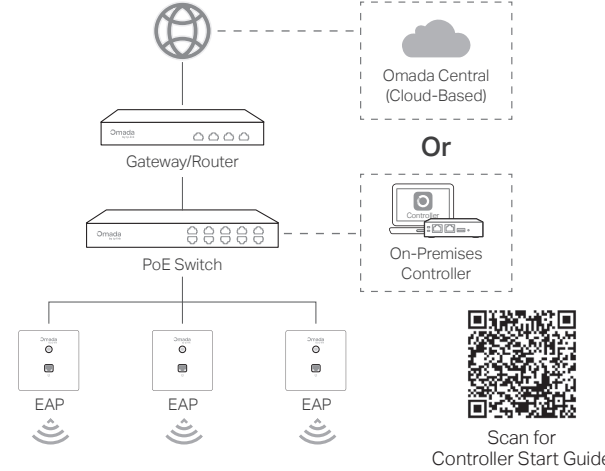 Omada Central
(Cloud-Based)
Omada
Gateway/Router
Or
Omada
PoE Switch
Controller
On-Premises
Controller
Omada
Omada
Omada
EAP
EAP
EAP
Scan for
Controller Start Guide